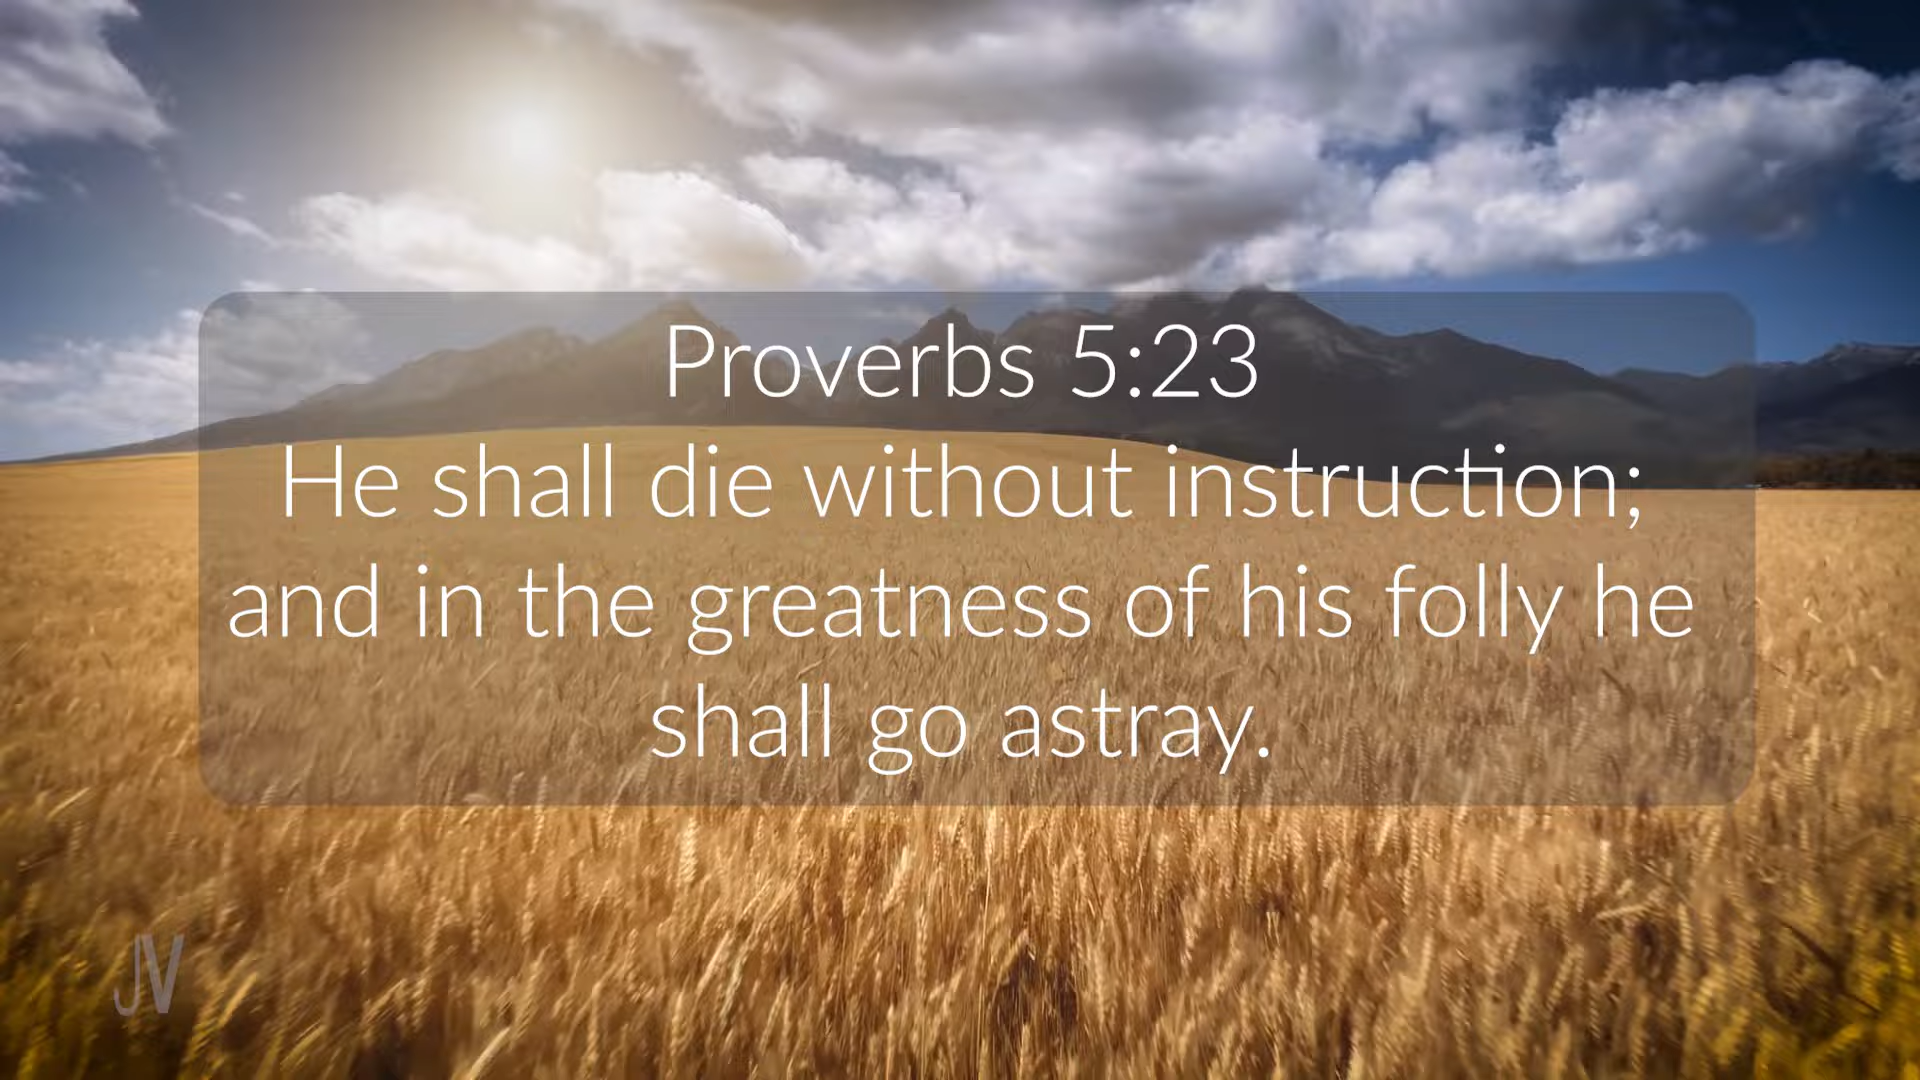 Proverbs 5:23
He shall die without instruction;
and in the greatness of his folly he
shall go astray.
JV